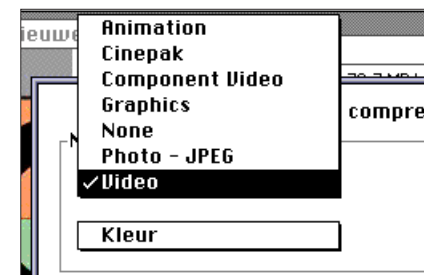 Animation
Cinepak
Component Video
Graphics
None
Photo - JPEG
✓Video
compre
Kleur